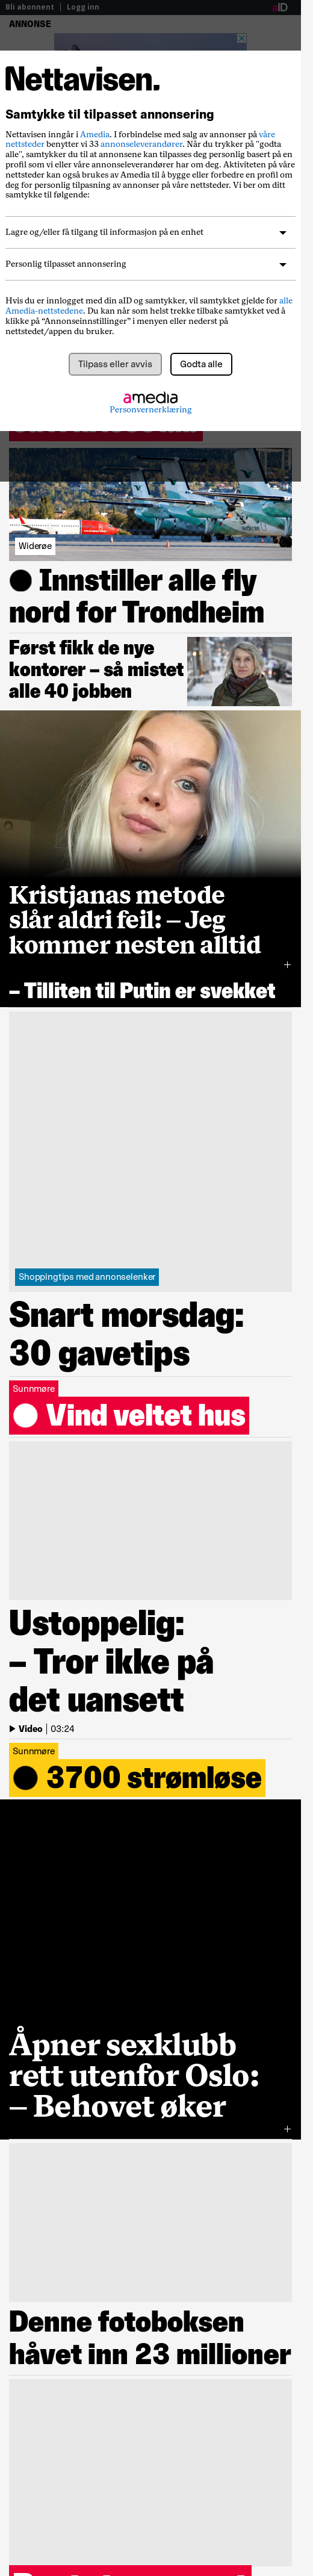 Bli abonnent | Logg inn
aID
ANNONSE
Nettavisen.
Samtykke til tilpasset annonsering
Nettavisen inngår i Amedia. I forbindelse med salg av annonser på våre
nettsteder benytter vi 33 annonseleverandører. Når du trykker på "godta
alle", samtykker du til at annonsene kan tilpasses deg personlig basert på en
profil som vi eller våre annonseleverandører har om deg. Aktiviteten på våre
nettsteder kan også brukes av Amedia til å bygge eller forbedre en profil om
deg for personlig tilpasning av annonser på våre nettsteder. Vi ber om ditt
samtykke til følgende:
Lagre og/eller få tilgang til informasjon på en enhet
Personlig tilpasset annonsering
Hvis du er innlogget med din aID og samtykker, vil samtykket gjelde for alle
Amedia-nettstedene. Du kan når som helst trekke tilbake samtykket ved å
klikke på “Annonseinnstillinger” i menyen eller nederst på
nettstedet/appen du bruker.
Tilpass eller avvis
Godta alle
amedia
Personvernerklæring
Widerøe
Innstiller alle fly
nord for Trondheim
Først fikk de nye
kontorer – så mistet
alle 40 jobben
Kristjanas metode
slår aldri feil: – Jeg
kommer nesten alltid
+
– Tilliten til Putin er svekket
Shoppingtips med annonselenker
Snart morsdag:
30 gavetips
Sunnmøre
Vind veltet hus
Ustoppelig:
– Tror ikke på
det uansett
Video | 03:24
Sunnmøre
3700 strømløse
Åpner sexklubb
rett utenfor Oslo:
– Behovet øker
+
Denne fotoboksen
håvet inn 23 millioner